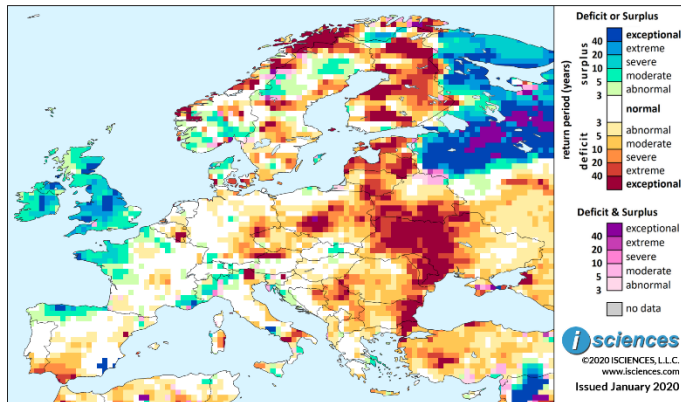 Deficit or Surplus
exceptional
40
extreme
20
severe
10
moderate
5
abnormal
3
normal
3
abnormal
5
moderate
10
severe
20
extreme
40
exceptional
return period (years)
surplus
deficit
Deficit & Surplus
exceptional
40
extreme
20
severe
10
moderate
5
abnormal
3
no data
i sciences
©2020 ISCIENCES, L.L.C.
www.isciences.com
Issued January 2020